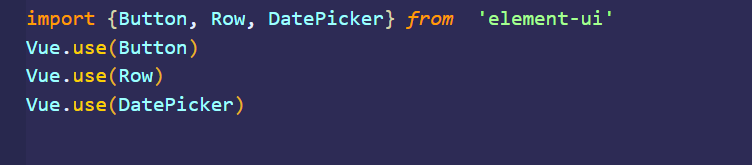 import {Button, Row, DatePicker} from  'element-ui'
Vue.use(Button)
Vue.use(Row)
Vue.use(DatePicker)